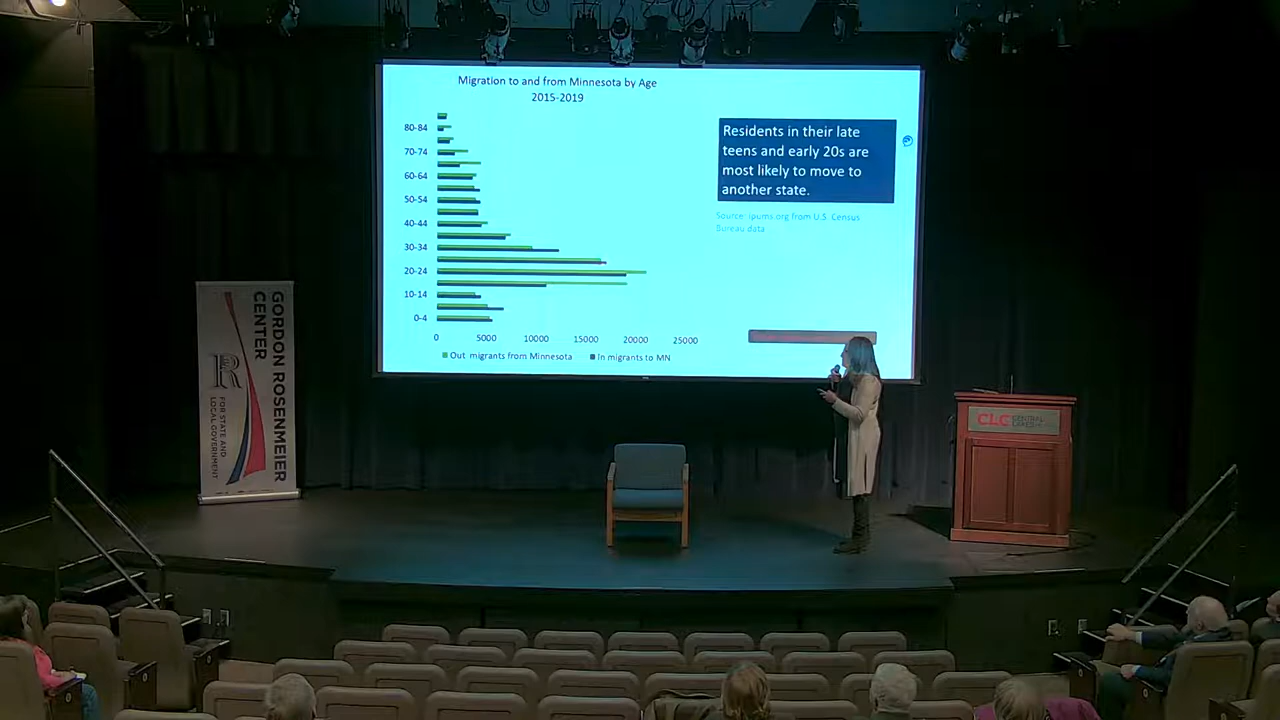 Migration to and from Minnesota by Age
2015-2019
80-84
70-74
60-64
50-54
40-44
30-34
20-24
10-14
0-4
0 5000 10000 15000 20000 25000
Out migrants from Minnesota In migrants to MN
Residents in their late
teens and early 20s are
most likely to move to
another state.
Source: ipums.org from U.S. Census
Bureau data
GORDON ROSENMEIER
CENTER
R
FOR STATE AND
LOCAL GOVERNMENT
CLC CENTRAL
LAKES